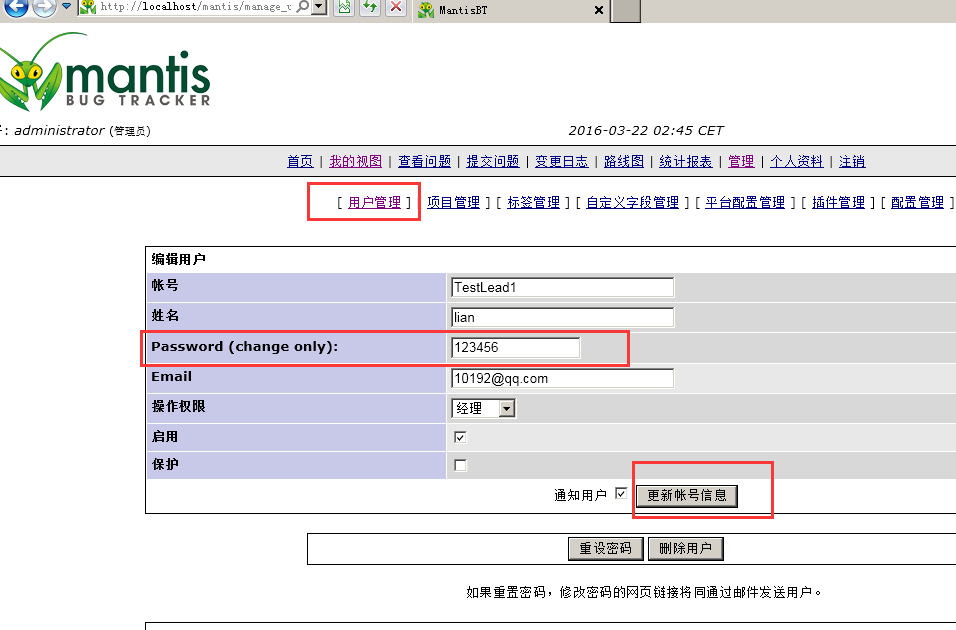 http://localhost/mantis/manage_
MantisBT
mantis
BUG TRACKER
: administrator (管理员)
2016-03-22 02:45 CET
首页 | 我的视图 | 查看问题 | 提交问题 | 变更日志 | 路线图 | 统计报表 | 管理 | 个人资料 | 注销
[ 用户管理 ] 项目管理 ] [ 标签管理 ] [ 自定义字段管理 ] [ 平台配置管理 ] [ 插件管理 ] [ 配置管理 ]
编辑用户
帐号 TestLead1
姓名 lian
Password (change only): 123456
Email 10192@qq.com
操作权限 经理
启用
保护
通知用户 更新帐号信息
重设密码 删除用户
如果重置密码，修改密码的网页链接将同通过邮件发送用户。